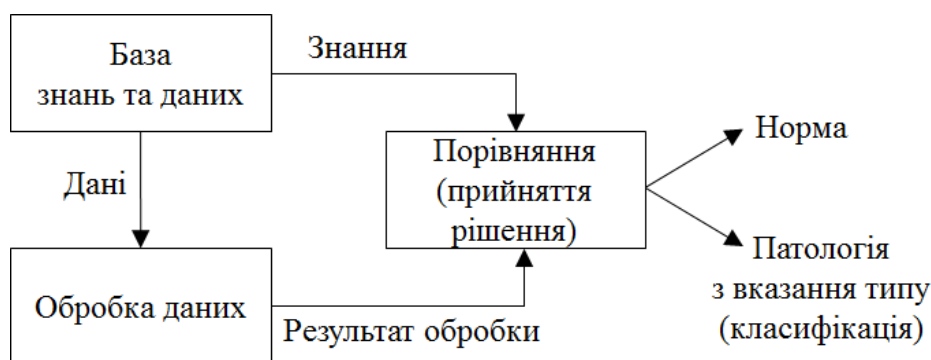 База
знань та даних
Знання
Порівняння
(прийняття
рішення)
Норма
Дані
Патологія
з вказання типу
(класифікація)
Обробка даних
Результат обробки